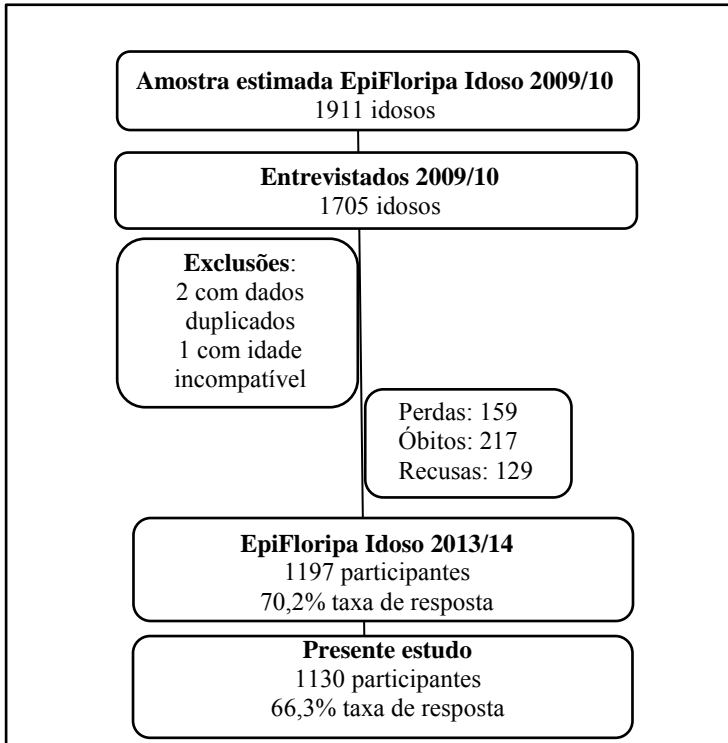 Amostra estimada EpiFloripa Idoso 2009/10
1911 idosos
Entrevistados 2009/10
1705 idosos
Exclusões:
2 com dados
duplicados
1 com idade
incompatível
Perdas: 159
Óbitos: 217
Recusas: 129
EpiFloripa Idoso 2013/14
1197 participantes
70,2% taxa de resposta
Presente estudo
1130 participantes
66,3% taxa de resposta